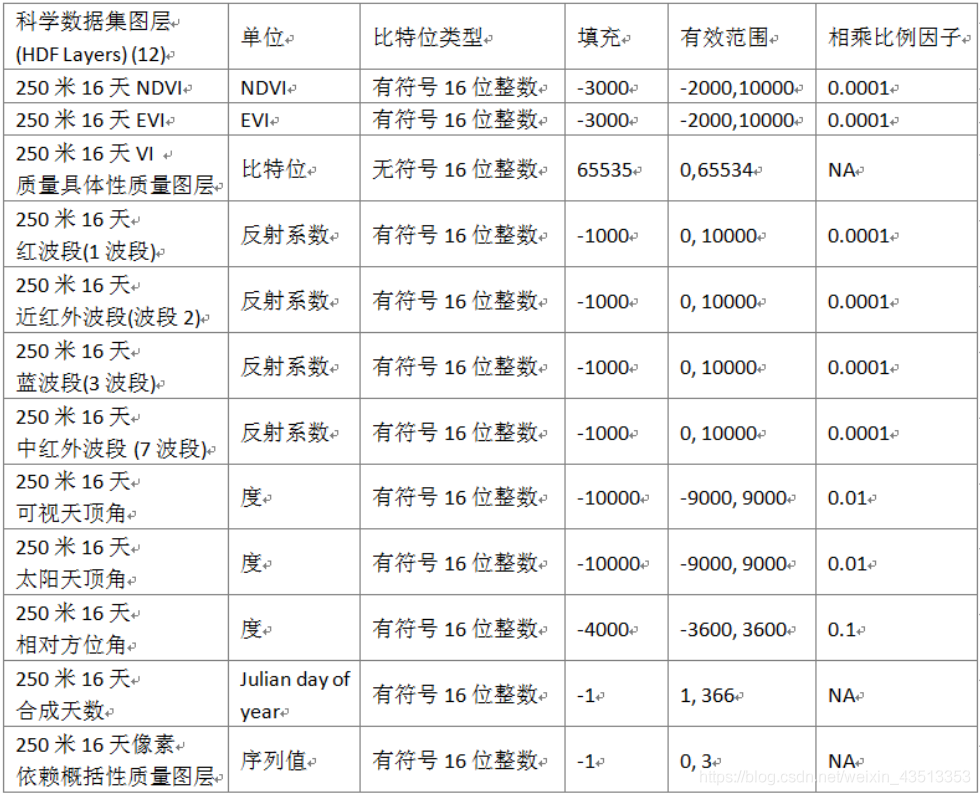 科学数据集图层
(HDF Layers) (12)
单位
比特位类型
填充
有效范围
相乘比例因子
250 米 16 天 NDVI
NDVI
有符号 16 位整数
-3000
-2000,10000
0.0001
250 米 16 天 EVI
EVI
有符号 16 位整数
-3000
-2000,10000
0.0001
250 米 16 天 VI
质量具体性质量图层
比特位
无符号 16 位整数
65535
0,65534
NA
250 米 16 天
红波段(1 波段)
反射系数
有符号 16 位整数
-1000
0, 10000
0.0001
250 米 16 天
近红外波段(波段 2)
反射系数
有符号 16 位整数
-1000
0, 10000
0.0001
250 米 16 天
蓝波段(3 波段)
反射系数
有符号 16 位整数
-1000
0, 10000
0.0001
250 米 16 天
中红外波段 (7 波段)
反射系数
有符号 16 位整数
-1000
0, 10000
0.0001
250 米 16 天
可视天顶角
度
有符号 16 位整数
-10000
-9000, 9000
0.01
250 米 16 天
太阳天顶角
度
有符号 16 位整数
-10000
-9000, 9000
0.01
250 米 16 天
相对方位角
度
有符号 16 位整数
-4000
-3600, 3600
0.1
250 米 16 天
合成天数
Julian day of
year
有符号 16 位整数
-1
1, 366
NA
250 米 16 天像素
依赖概括性质量图层
序列值
有符号 16 位整数
-1
0, 3
NA
https://blog.csdn.net/weixin_43513353